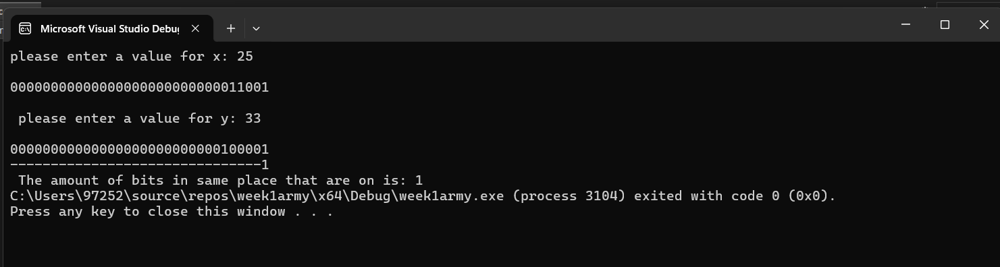 Microsoft Visual Studio Debug
please enter a value for x: 25
00000000000000000000000000011001
 please enter a value for y: 33
00000000000000000000000000100001
-------------------------------1
 The amount of bits in same place that are on is: 1
C:\Users\97252\source\repos\week1army\x64\Debug\week1army.exe (process 3104) exited with code 0 (0x0).
Press any key to close this window . . .